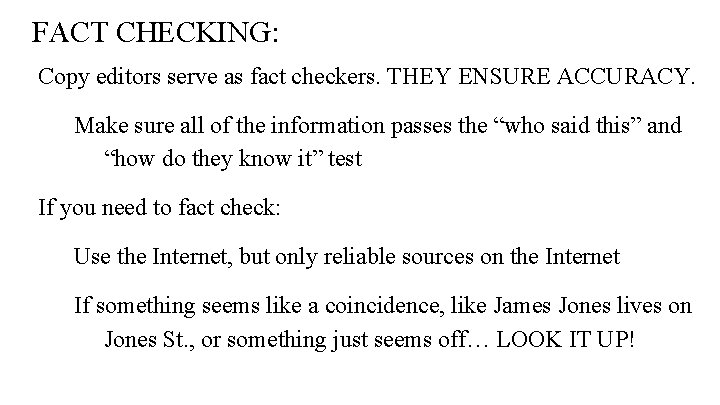 FACT CHECKING:
Copy editors serve as fact checkers. THEY ENSURE ACCURACY.
Make sure all of the information passes the “who said this” and
“how do they know it” test
If you need to fact check:
Use the Internet, but only reliable sources on the Internet
If something seems like a coincidence, like James Jones lives on
Jones St. , or something just seems off… LOOK IT UP!